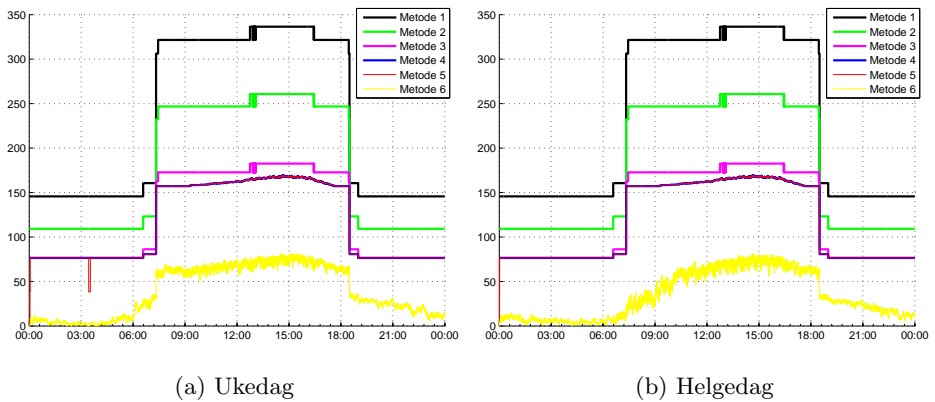 350
300
250
200
150
100
50
0
00:00 03:00 06:00 09:00 12:00 15:00 18:00 21:00 00:00
Metode 1
Metode 2
Metode 3
Metode 4
Metode 5
Metode 6
(a) Ukedag
350
300
250
200
150
100
50
0
00:00 03:00 06:00 09:00 12:00 15:00 18:00 21:00 00:00
Metode 1
Metode 2
Metode 3
Metode 4
Metode 5
Metode 6
(b) Helgedag